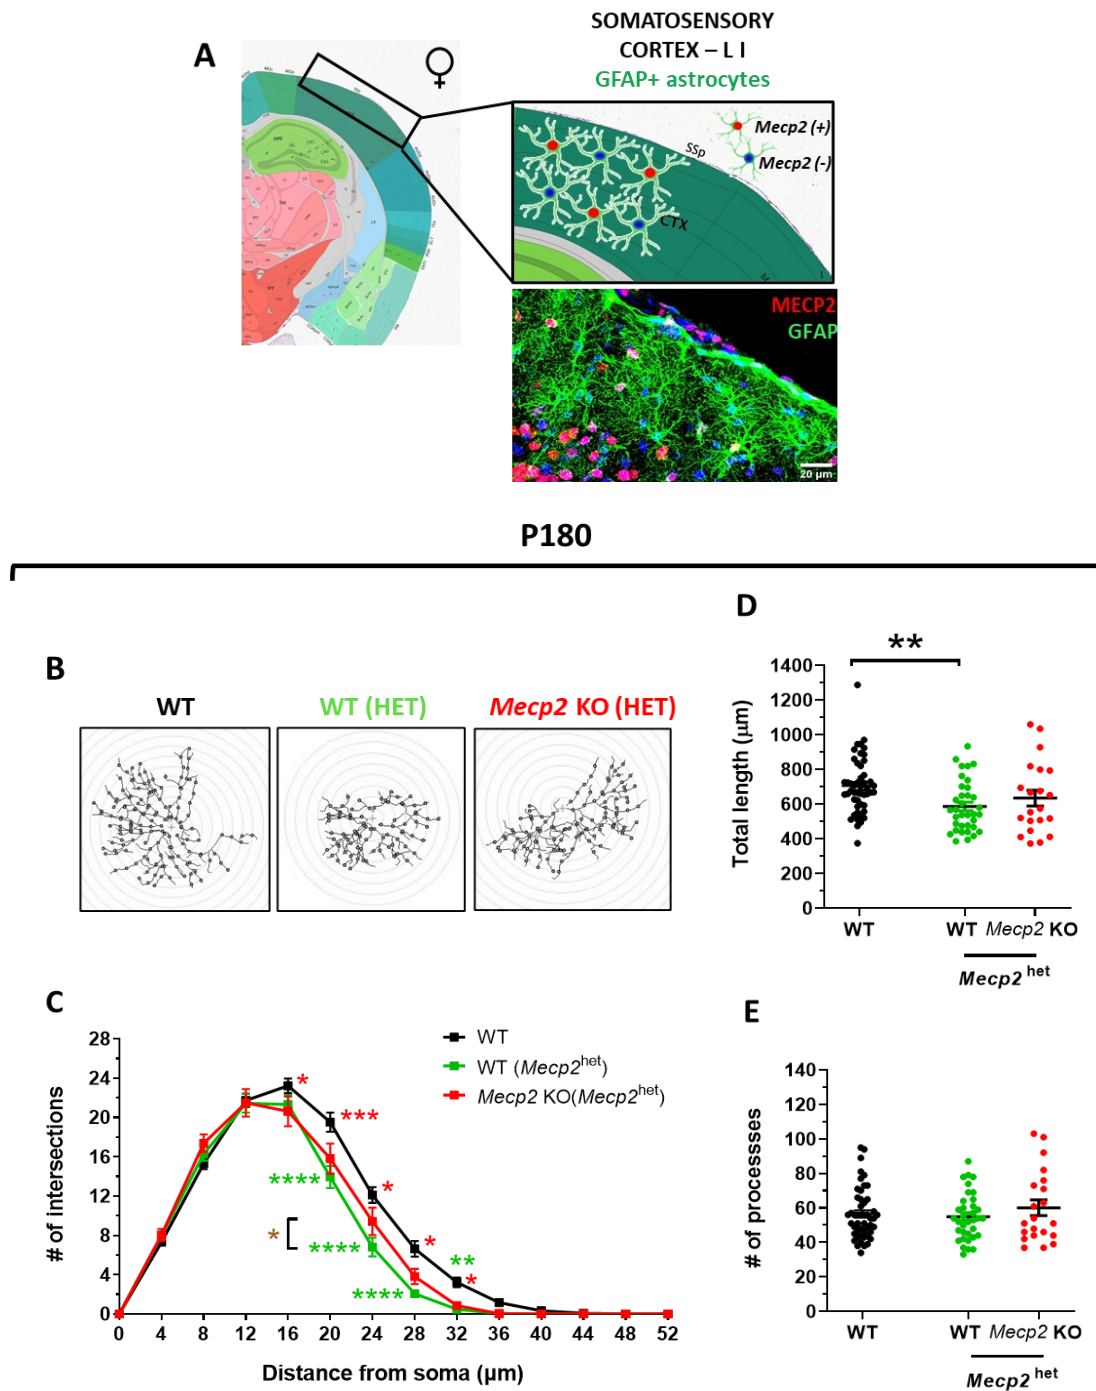 A
SOMATOSENSORY
CORTEX – L I
GFAP+ astrocytes
♀
Mecp2 (+)
Mecp2 (-)
SSp
CTX
bf
1
MECP2
GFAP
20 µm
P180
B
WT
WT (HET)
Mecp2 KO (HET)
D
**
Total length (µm)
1400
1200
1000
800
600
400
200
0
WT
WT Mecp2 KO
Mecp2 het
C
# of intersections
28
24
20
16
12
8
4
0
WT
WT (Mecp2het)
Mecp2 KO(Mecp2het)
*
***
****
*
*
****
*
**
*
****
0 4 8 12 16 20 24 28 32 36 40 44 48 52
Distance from soma (µm)
E
# of processses
140
120
100
80
60
40
20
0
WT
WT Mecp2 KO
Mecp2 het